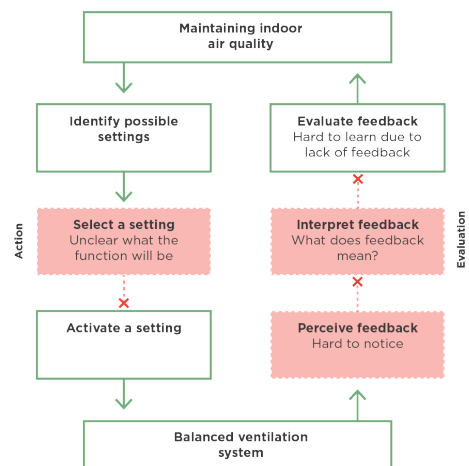 Maintaining indoor
air quality
Identify possible
settings
Evaluate feedback
Hard to learn due to
lack of feedback
Action
Select a setting
Unclear what the
function will be
Interpret feedback
What does feedback
mean?
Evaluation
Activate a setting
Perceive feedback
Hard to notice
Balanced ventilation
system